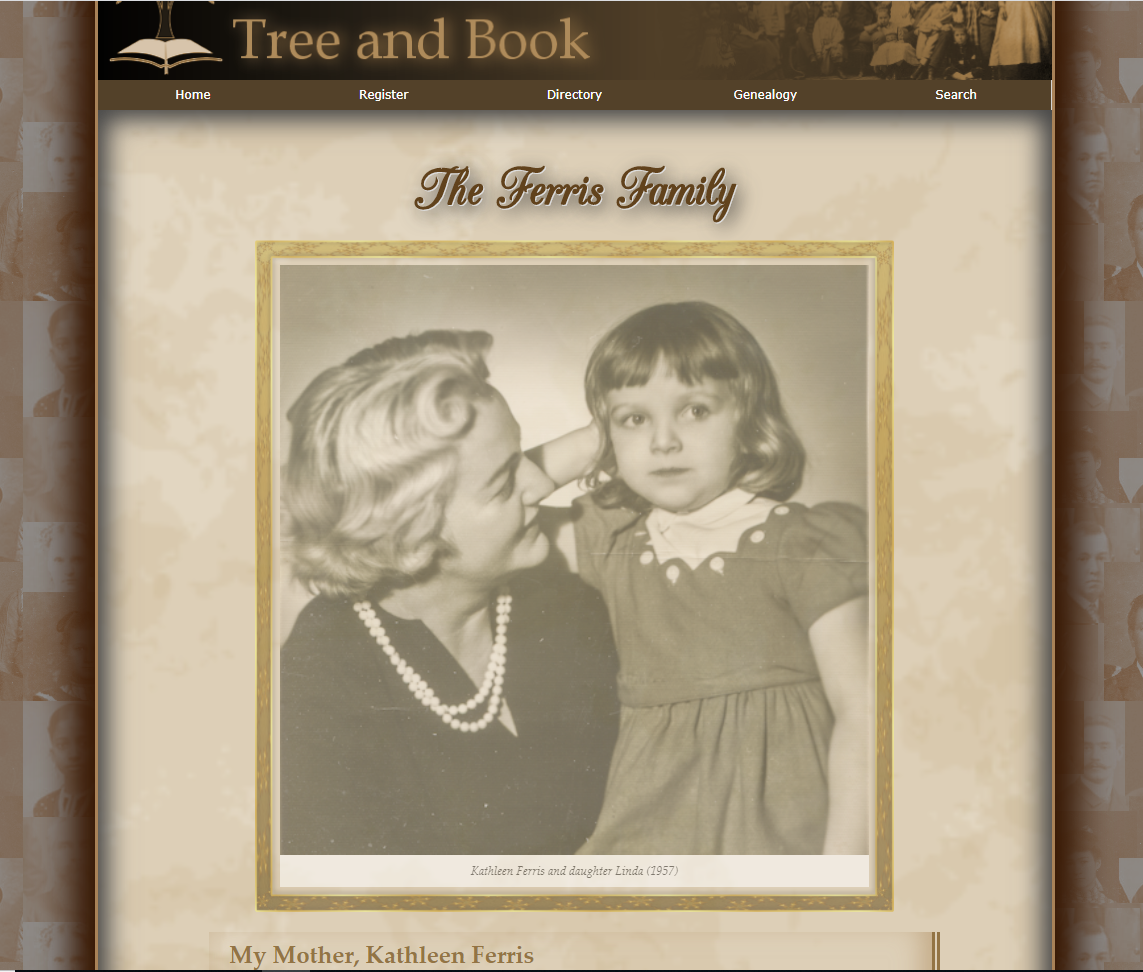 Tree and Book
Home Register Directory Genealogy Search
The Ferris Family
Kathleen Ferris and daughter Linda (1957)
My Mother, Kathleen Ferris